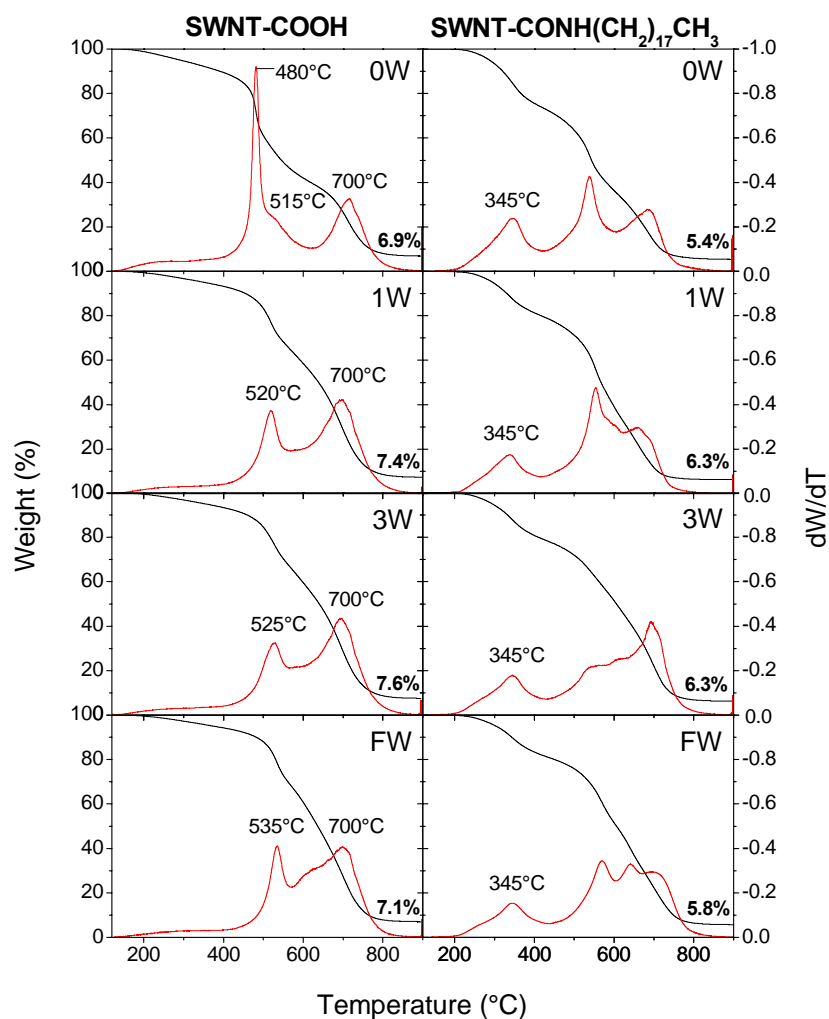 SWNT-COOH
SWNT-CONH(CH2)17CH3
100
80
60
40
20
100
80
60
40
20
100
80
60
40
20
100
80
60
40
20
0
0W
480°C
515°C
700°C
6.9%
0W
345°C
5.4%
1W
520°C
700°C
7.4%
1W
345°C
6.3%
3W
525°C
700°C
7.6%
3W
345°C
6.3%
FW
535°C
700°C
7.1%
FW
345°C
5.8%
-1.0
-0.8
-0.6
-0.4
-0.2
0.0
-0.8
-0.6
-0.4
-0.2
0.0
-0.8
-0.6
-0.4
-0.2
0.0
-0.8
-0.6
-0.4
-0.2
-0.0
200 400 600 800 200 400 600 800
Weight (%)
dW/dT
Temperature (°C)